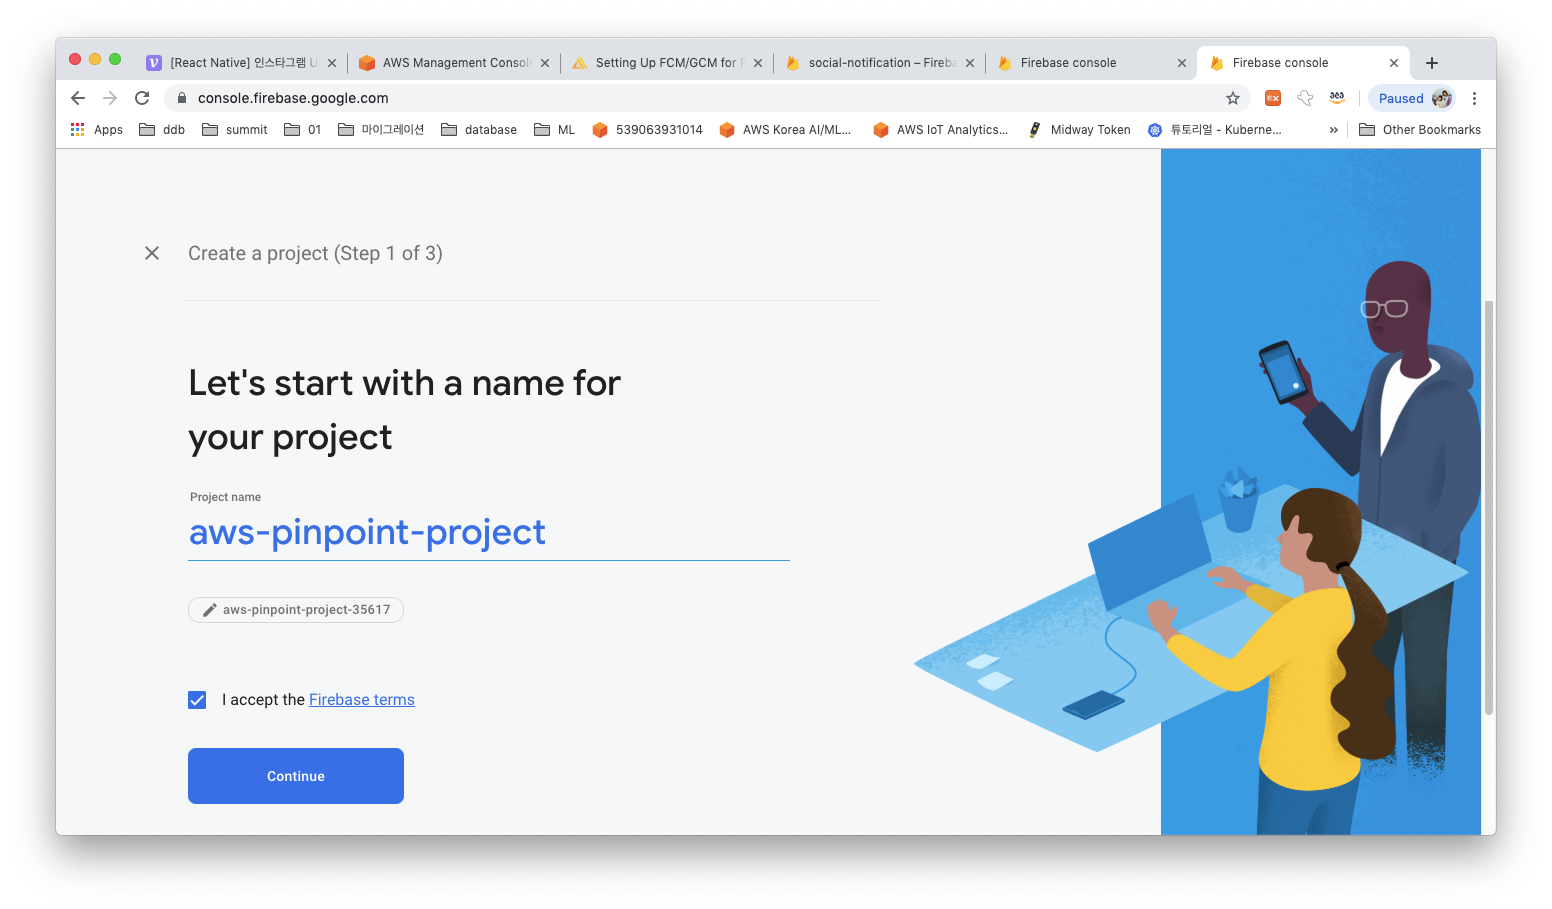 [React Native] 인스타그램 U
AWS Management Console
Setting Up FCM/GCM for
social-notification – Fireba
Firebase console
Firebase console
console.firebase.google.com
EX
Paused
Apps
ddb
summit
01
마이그레이션
database
ML
539063931014
AWS Korea AI/ML...
AWS IoT Analytics...
Midway Token
튜토리얼 - Kuberne...
»
Other Bookmarks
Create a project (Step 1 of 3)
Let's start with a name for
your project
Project name
aws-pinpoint-project
aws-pinpoint-project-35617
I accept the Firebase terms
Continue